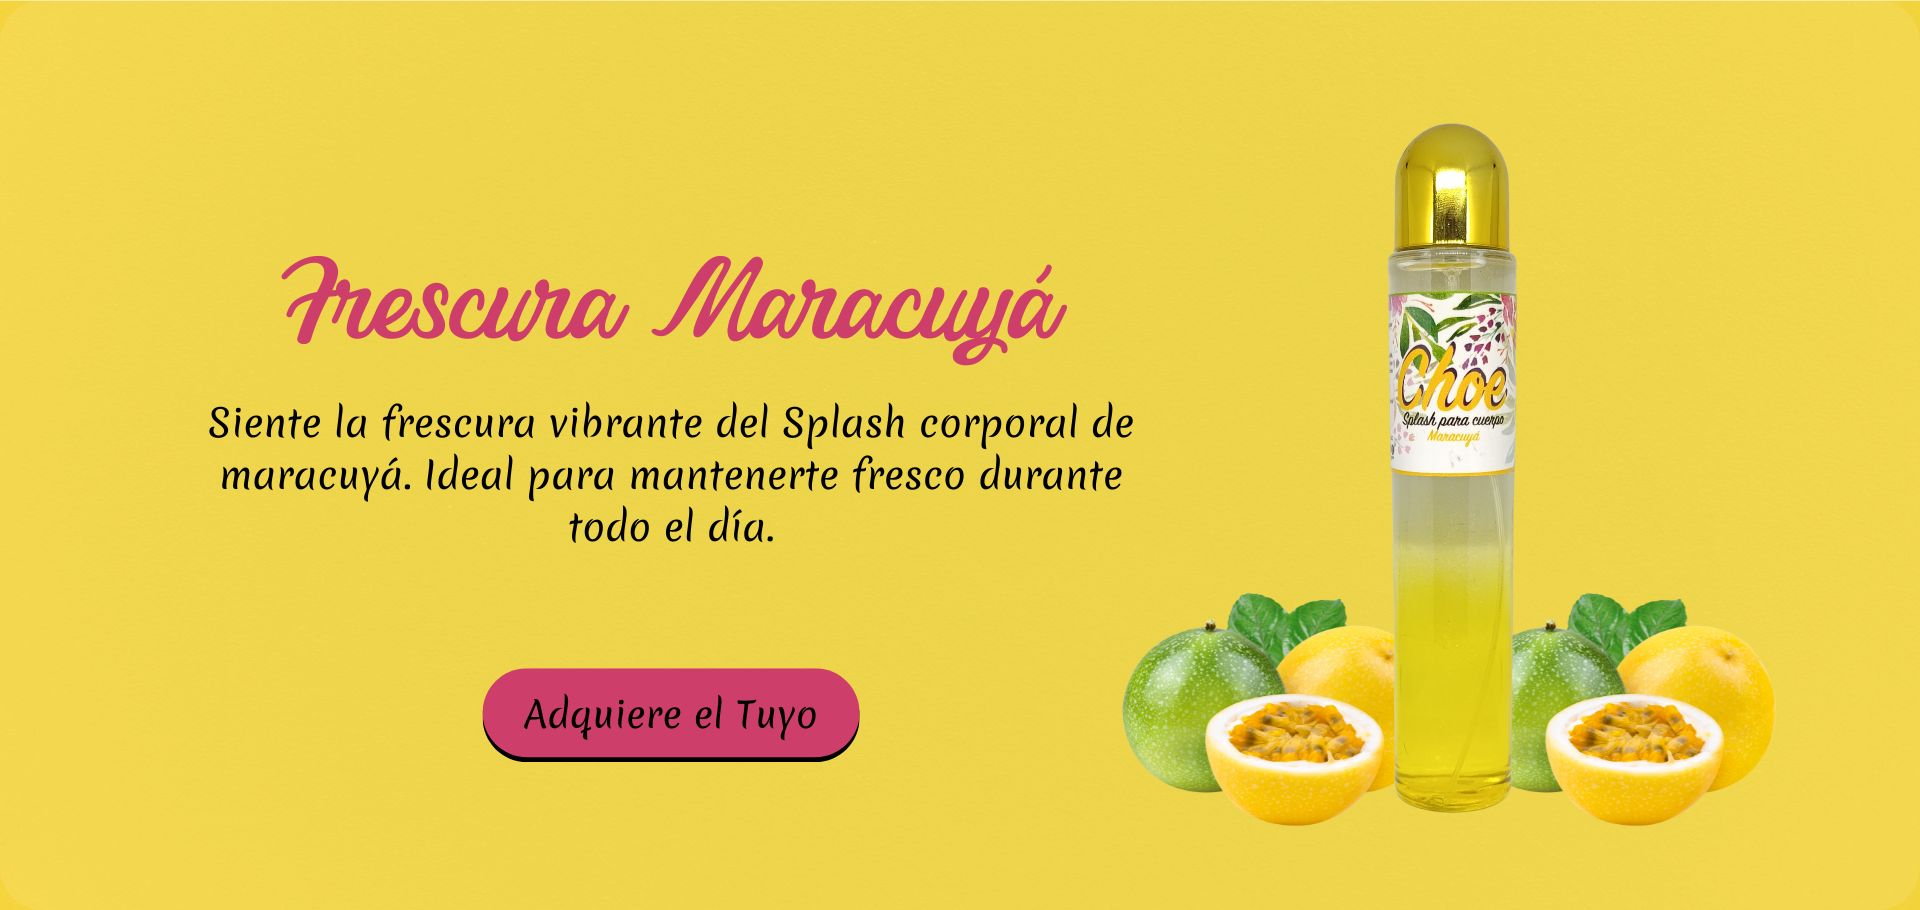 Frescura Maracuyá
Siente la frescura vibrante del Splash corporal de
maracuyá. Ideal para mantenerte fresco durante
todo el día.
Adquiere el Tuyo
Choe
Splash para cuerpo
Maracuyá